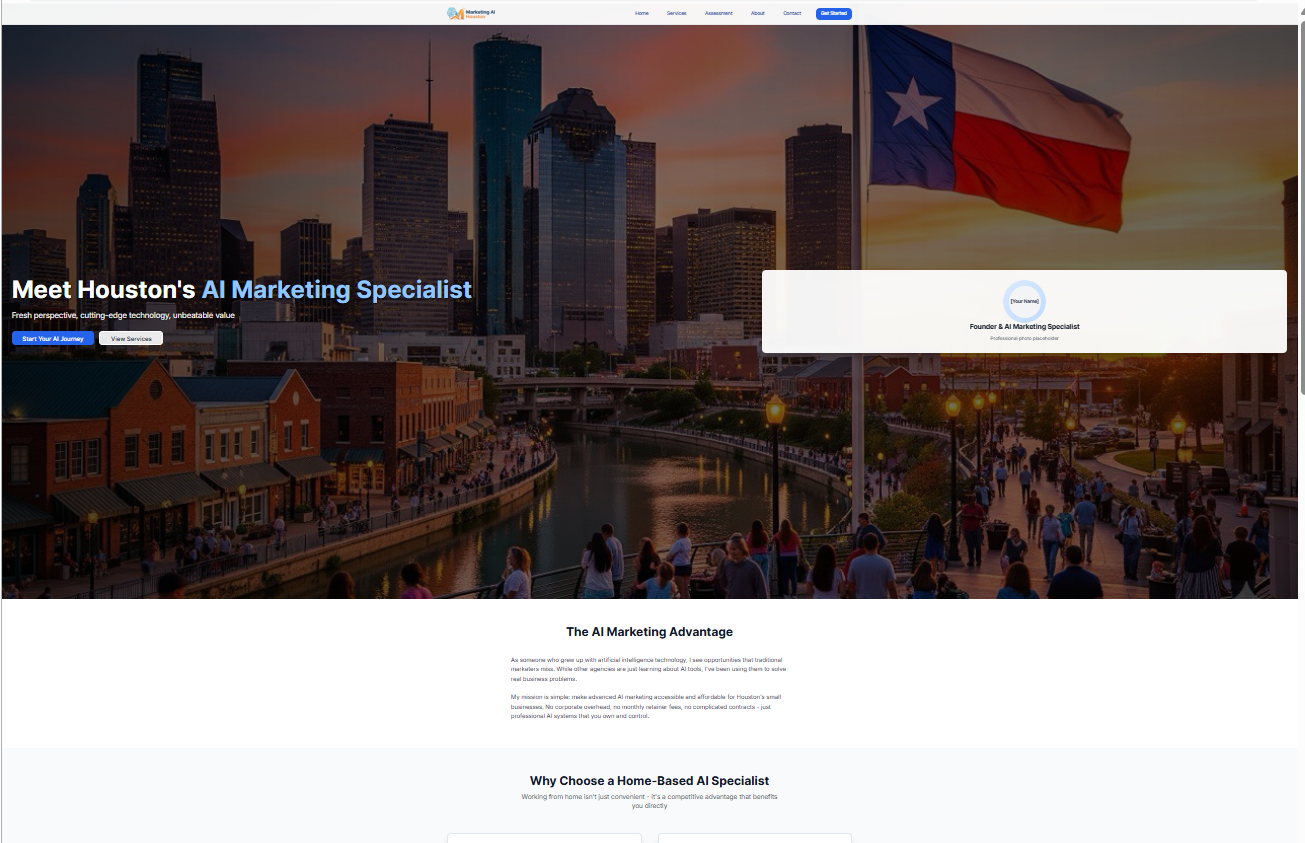 Marketing AI
Houston
Home
Services
Assessment
About
Contact
Get Started
Meet Houston's AI Marketing Specialist
Fresh perspective, cutting-edge technology, unbeatable value
Start Your AI Journey
View Services
[Your Name]
Founder & AI Marketing Specialist
Professional photo placeholder
The AI Marketing Advantage
As someone who grew up with artificial intelligence technology, I see opportunities that traditional
marketers miss. While other agencies are just learning about AI tools, I've been using them to solve
real business problems.
My mission is simple: make advanced AI marketing accessible and affordable for Houston's small
businesses. No corporate overhead, no monthly retainer fees, no complicated contracts - just
professional AI systems that you own and control.
Why Choose a Home-Based AI Specialist
Working from home isn't just convenient - it's a competitive advantage that benefits
you directly